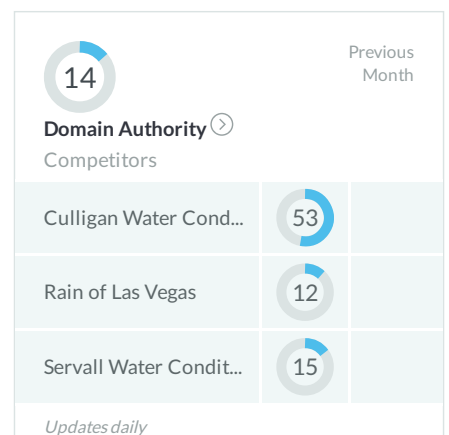 14
Previous
Month
Domain Authority
Competitors
Culligan Water Cond... 53
Rain of Las Vegas 12
Servall Water Condit... 15
Updates daily